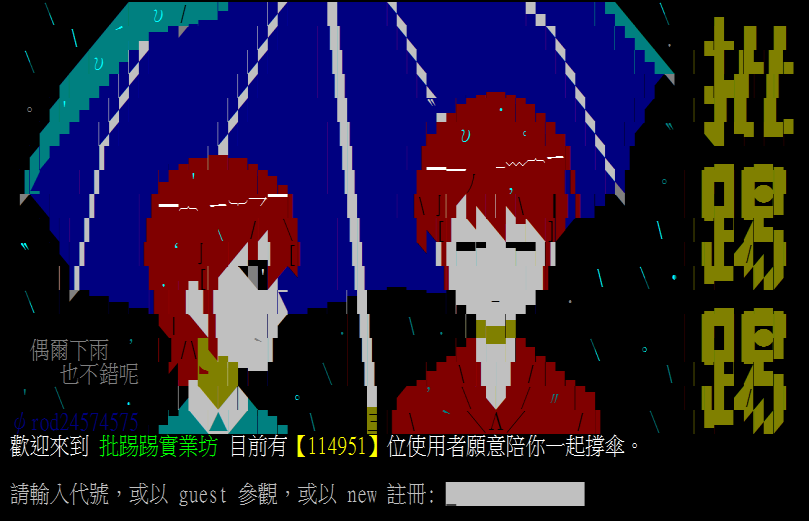 批踢踢
偶爾下雨
也不錯呢
φ rod24574575
歡迎來到 批踢踢實業坊 目前有【114951】位使用者願意陪你一起撐傘。
請輸入代號，或以 guest 參觀，或以 new 註冊: